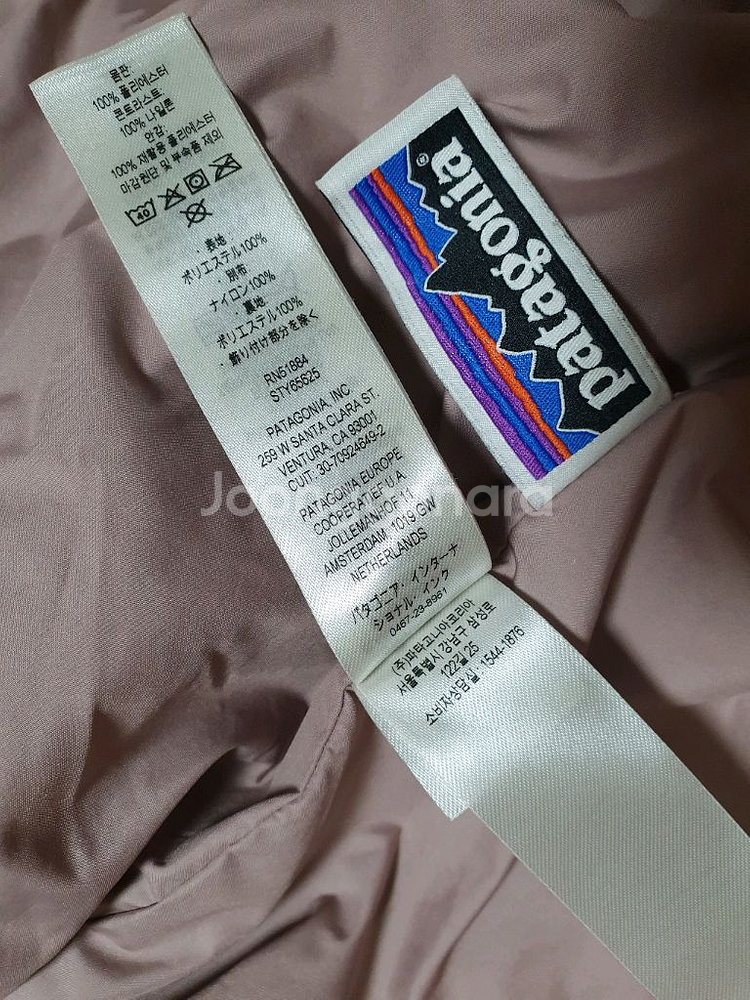 몸판
100% 폴리에스터
콘트라스트
100% 나일론
안감
100% 재활용 폴리에스터
마감원단 및 부속품 제외
40
・表地
ポリエステル100%
・別布
ナイロン100%
・裏地
ポリエステル100%
・飾り付け部分を除く
RN51884
STY65625
PATAGONIA, INC.
259 W SANTA CLARA ST.
VENTURA, CA 93001
CUIT: 30-70924649-2
PATAGONIA EUROPE
COOPERATIEF U.A
JOLLEMANHOF 11,
AMSTERDAM, 1019 GW
NETHERLANDS
パタゴニア・インターナ
ショナル・インク
0467-23-8961
(주)파타고니아코리아
서울특별시 강남구 삼성로
122길 25
소비자상담실 : 1544-1876
patagonia®